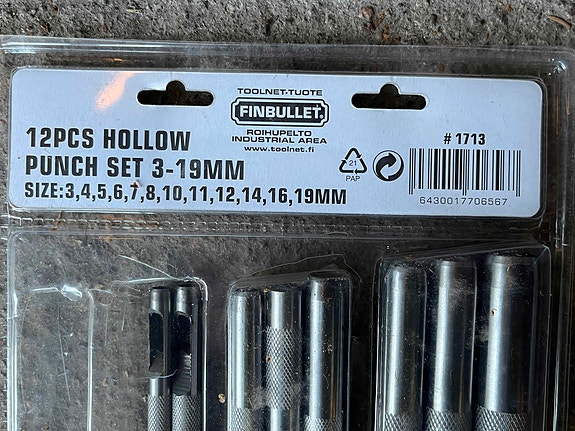 TOOLNET-TUOTE
FINBULLET
ROIHUPELTO
INDUSTRIAL AREA
www.toolnet.fi
12PCS HOLLOW
PUNCH SET 3-19MM
SIZE:3,4,5,6,7,8,10,11,12,14,16,19MM
21
PAP
# 1713
6430017706567